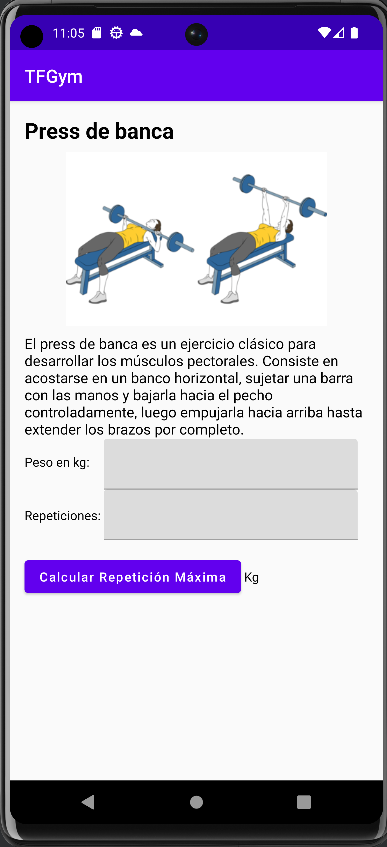 11:05
TFGym
Press de banca
El press de banca es un ejercicio clásico para
desarrollar los músculos pectorales. Consiste en
acostarse en un banco horizontal, sujetar una barra
con las manos y bajarla hacia el pecho
controladamente, luego empujarla hacia arriba hasta
extender los brazos por completo.
Peso en kg:
Repeticiones:
Calcular Repetición Máxima Kg